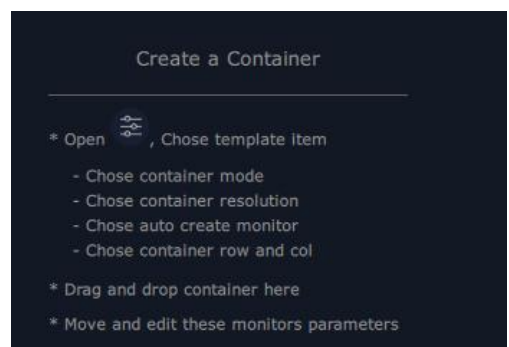 Create a Container
* Open , Chose template item
- Chose container mode
- Chose container resolution
- Chose auto create monitor
- Chose container row and col
* Drag and drop container here
* Move and edit these monitors parameters